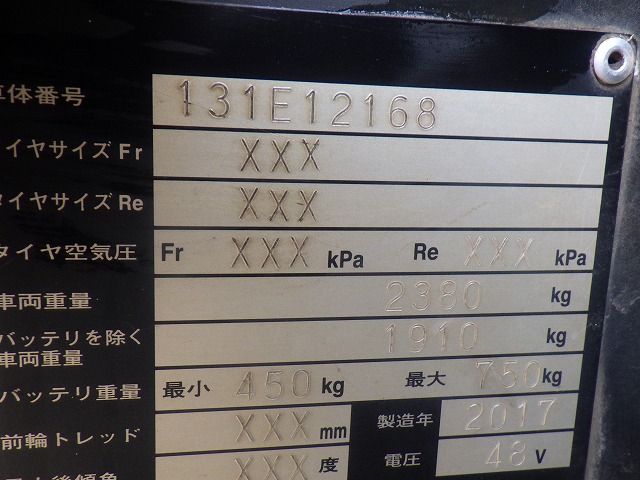 車体番号 131E12168
イヤサイズ Fr XXX
タイヤサイズ Re XXX
タイヤ空気圧 Fr XXX kPa Re XXX kPa
車両重量 2380 kg
バッテリを除く車両重量 1910 kg
バッテリ重量 最小 450 kg 最大 750 kg
前輪トレッド XXX mm 製造年 2017
後傾角 XXX 度 電圧 48 V